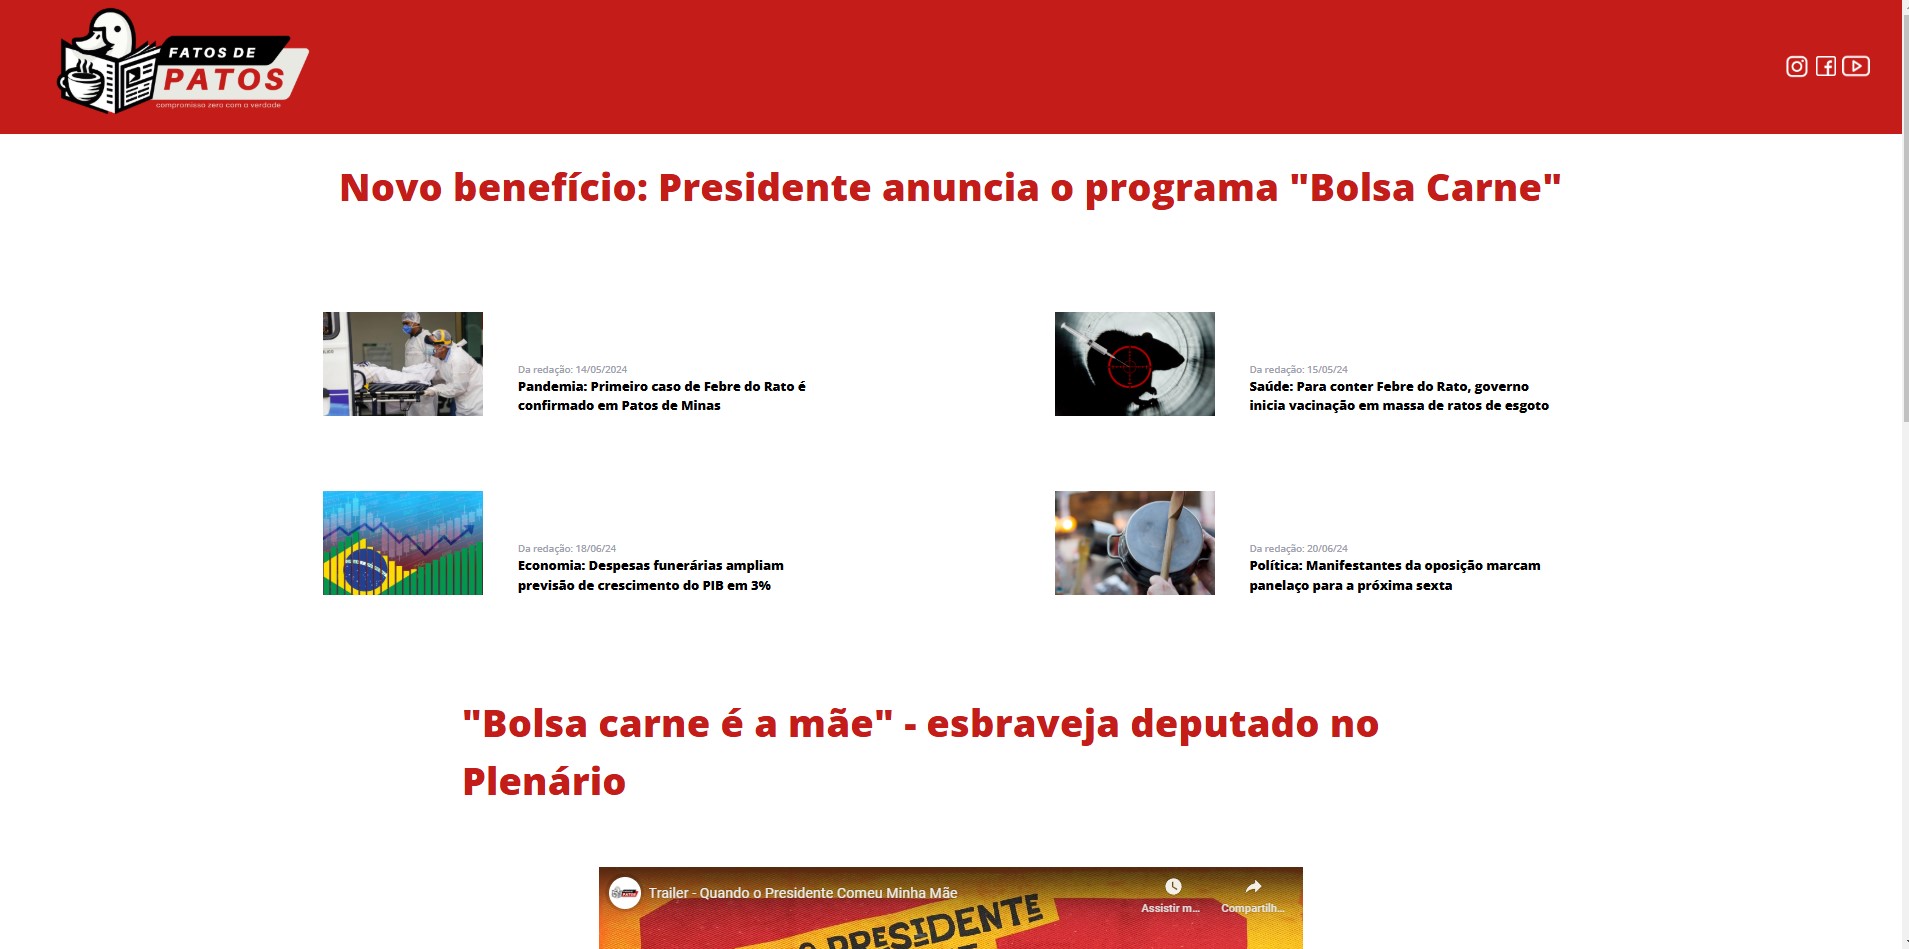 FATOS DE
PATOS
compromisso zero com a verdade
Novo benefício: Presidente anuncia o programa "Bolsa Carne"
Da redação: 14/05/2024
Pandemia: Primeiro caso de Febre do Rato é
confirmado em Patos de Minas
Da redação: 15/05/24
Saúde: Para conter Febre do Rato, governo
inicia vacinação em massa de ratos de esgoto
Da redação: 18/06/24
Economia: Despesas funerárias ampliam
previsão de crescimento do PIB em 3%
Da redação: 20/06/24
Política: Manifestantes da oposição marcam
panelaço para a próxima sexta
"Bolsa carne é a mãe" - esbraveja deputado no
Plenário
Trailer - Quando o Presidente Comeu Minha Mãe
Assistir m...
Compartilh...
O PRESIDENTE